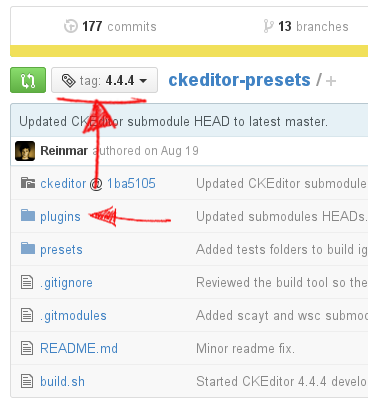 177 commits 13 branches
tag: 4.4.4 ckeditor-presets / +
Updated CKEditor submodule HEAD to latest master.
Reinmar authored on Aug 19
ckeditor @ 1ba5105 Updated CKEditor submodule
plugins Updated submodules HEADs.
presets Added tests folders to build ig
.gitignore Reviewed the build tool so the
.gitmodules Added scayt and wsc submod
README.md Minor readme fix.
build.sh Started CKEditor 4.4.4 develo